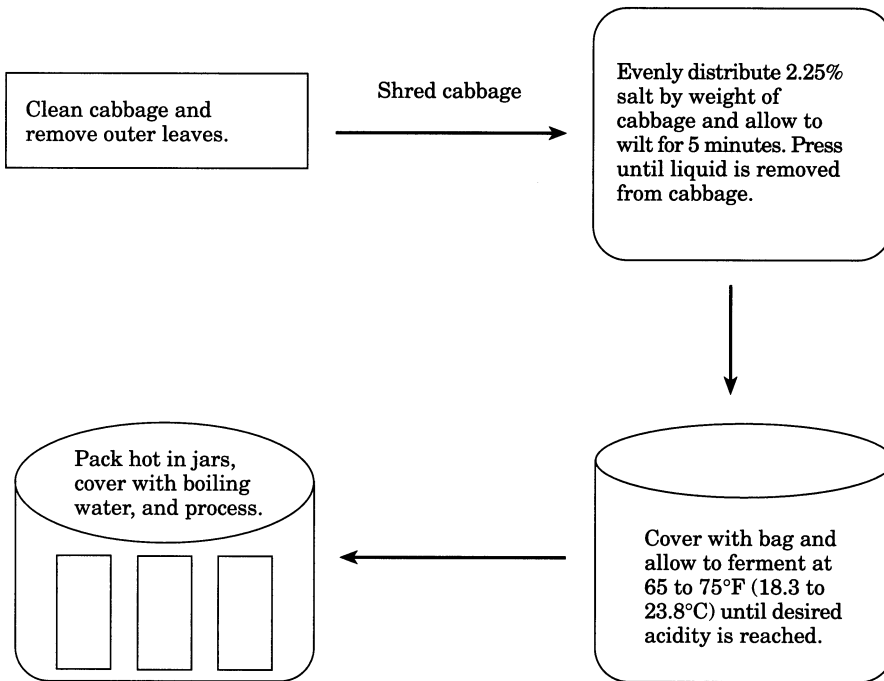 Clean cabbage and
remove outer leaves.
Shred cabbage
Evenly distribute 2.25%
salt by weight of
cabbage and allow to
wilt for 5 minutes. Press
until liquid is removed
from cabbage.
Cover with bag and
allow to ferment at
65 to 75°F (18.3 to
23.8°C) until desired
acidity is reached.
Pack hot in jars,
cover with boiling
water, and process.